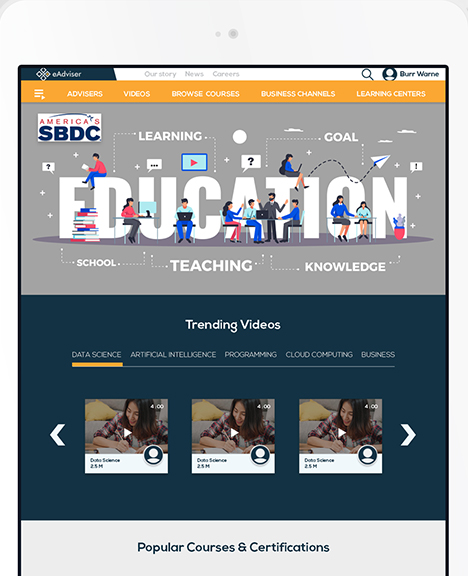 eAdviser
Our story News Careers
Burr Warne
ADVISERS VIDEOS BROWSE COURSES BUSINESS CHANNELS LEARNING CENTERS
AMERICA'S
SBDC
LEARNING
GOAL
?
...
?
!
EDUCATION
SCHOOL
TEACHING
KNOWLEDGE
Trending Videos
DATA SCIENCE ARTIFICIAL INTELLIGENCE PROGRAMMING CLOUD COMPUTING BUSINESS
4:00 4:00 4:00
Data Science Data Science Data Science
2.5 M 2.5 M 2.5 M
Popular Courses & Certifications